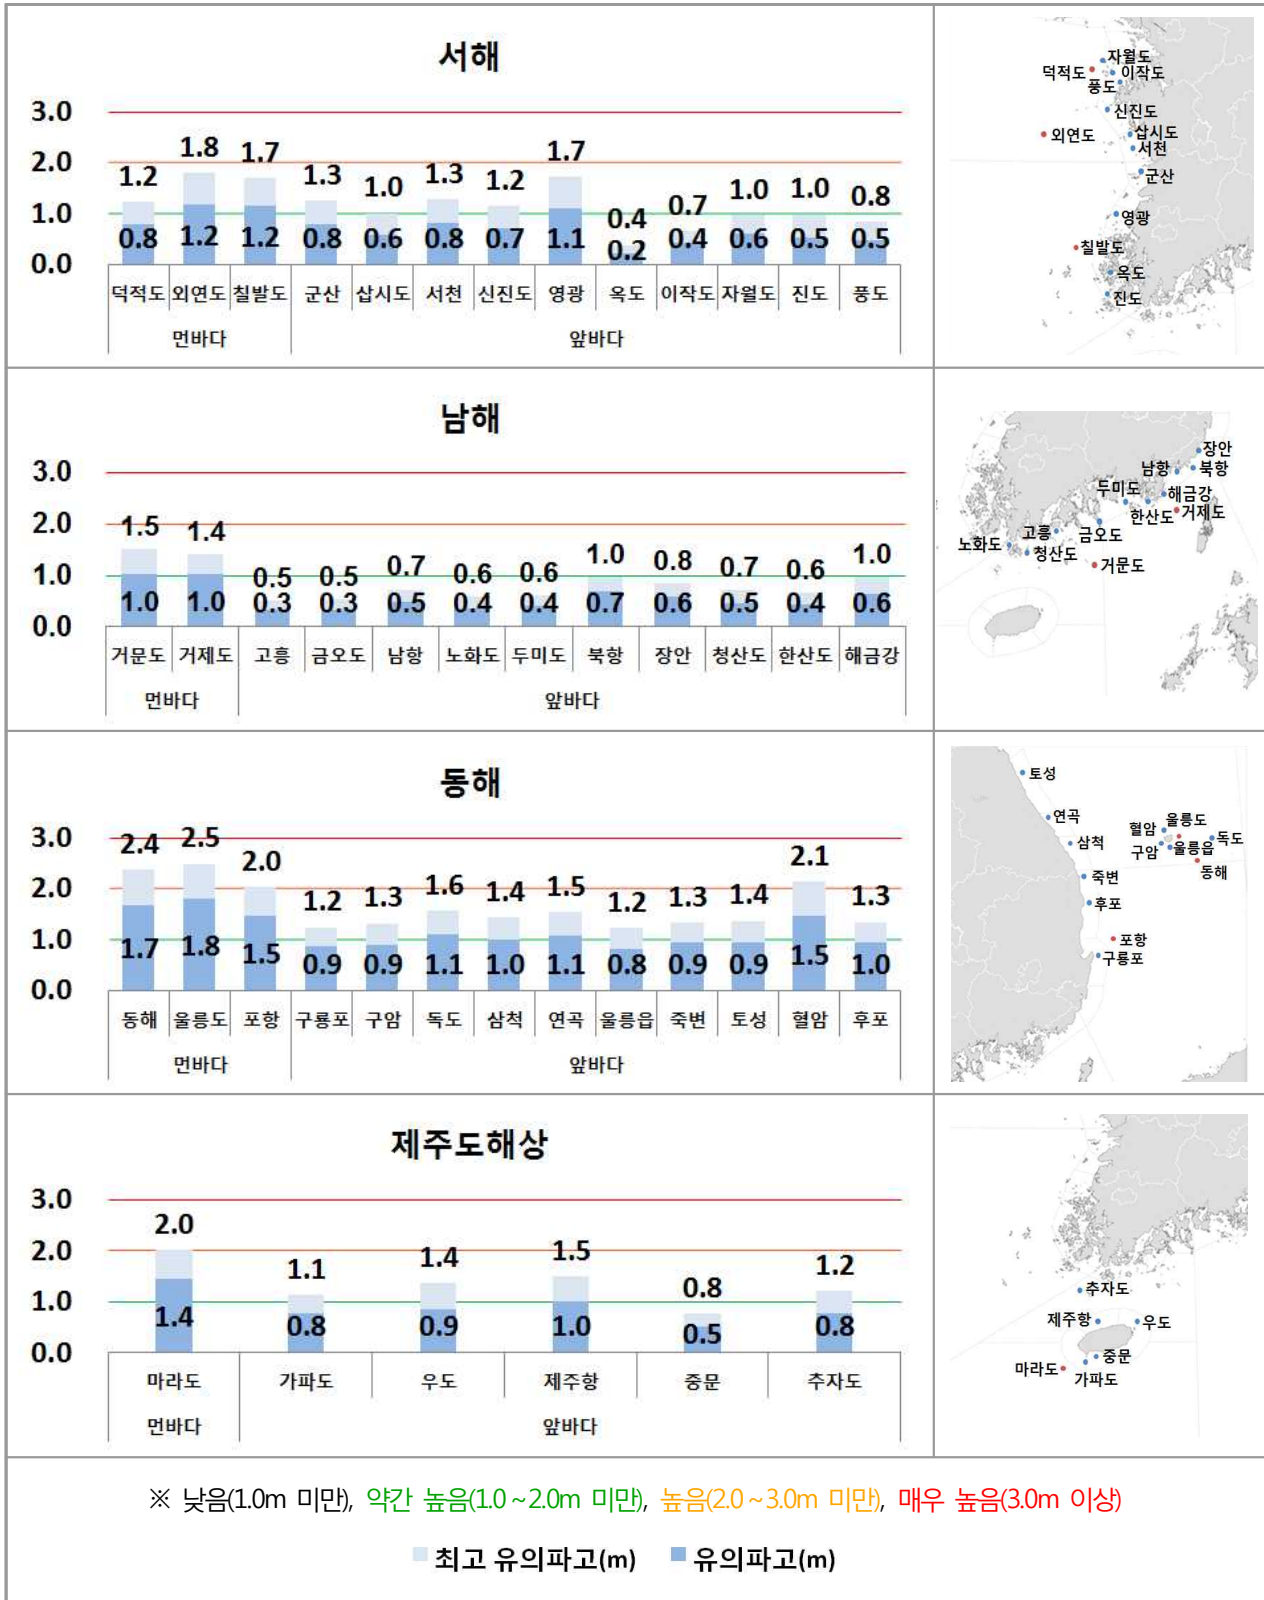 서해
3.0
2.0
1.0
0.0
1.2 1.8 1.7 1.3 1.0 1.3 1.2 1.7 0.4 0.7 1.0 1.0 0.8
0.8 1.2 1.2 0.8 0.6 0.8 0.7 1.1 0.2 0.4 0.6 0.5 0.5
덕적도 외연도 칠발도 군산 삽시도 서천 신진도 영광 옥도 이작도 자월도 진도 풍도
먼바다 앞바다
자월도
덕적도 이작도
풍도
신진도
외연도 삽시도
서천
군산
영광
칠발도
옥도
진도
남해
3.0
2.0
1.0
0.0
1.5 1.4 0.5 0.5 0.7 0.6 0.6 1.0 0.8 0.7 0.6 1.0
1.0 1.0 0.3 0.3 0.5 0.4 0.4 0.7 0.6 0.5 0.4 0.6
거문도 거제도 고흥 금오도 남항 노화도 두미도 북항 장안 청산도 한산도 해금강
먼바다 앞바다
장안
남항 북항
두미도 해금강
한산도 거제도
고흥 금오도
노화도 청산도
거문도
동해
3.0
2.0
1.0
0.0
2.4 2.5 2.0 1.2 1.3 1.6 1.4 1.5 1.2 1.3 1.4 2.1 1.3
1.7 1.8 1.5 0.9 0.9 1.1 1.0 1.1 0.8 0.9 0.9 1.5 1.0
동해 울릉도 포항 구룡포 구암 독도 삼척 연곡 울릉읍 죽변 토성 혈암 후포
먼바다 앞바다
토성
연곡 울릉도
혈암
삼척 독도
구암 울릉읍
동해
죽변
후포
포항
구룡포
제주도해상
3.0
2.0
1.0
0.0
2.0 1.1 1.4 1.5 0.8 1.2
1.4 0.8 0.9 1.0 0.5 0.8
마라도 가파도 우도 제주항 중문 추자도
먼바다 앞바다
추자도
제주항 우도
중문
마라도
가파도
※ 낮음(1.0m 미만), 약간 높음(1.0~2.0m 미만), 높음(2.0~3.0m 미만), 매우 높음(3.0m 이상)
최고 유의파고(m) 유의파고(m)